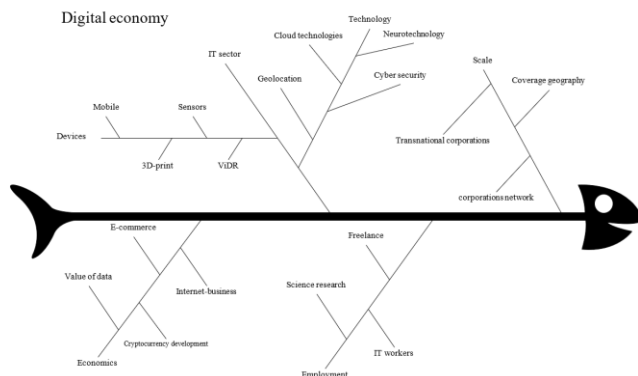 Digital economy
Technology
Neurotechnology
Cloud technologies
IT sector
Scale
Geolocation
Cyber security
Coverage geography
Mobile
Sensors
Devices
Transnational corporations
3D-print
ViDR
corporations network
E-commerce
Freelance
Value of data
Internet-business
Science research
Cryptocurrency development
IT workers
Economics
Employment